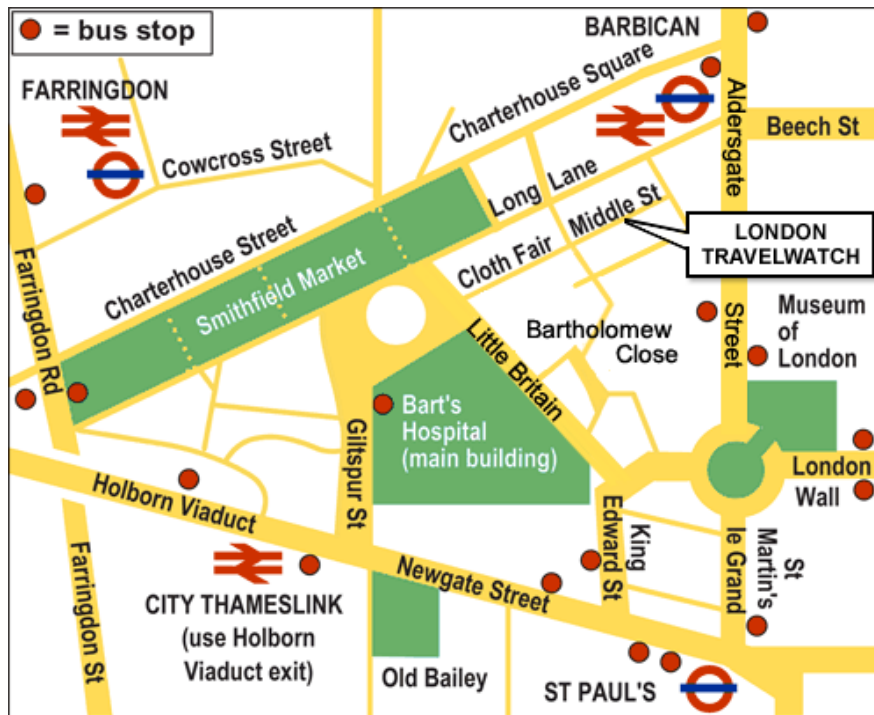 = bus stop
BARBICAN
FARRINGDON
Charterhouse Square
Aldersgate
Beech St
Cowcross Street
Long Lane
Middle St
LONDON
TRAVELWATCH
Charterhouse Street
Cloth Fair
Smithfield Market
Farringdon Rd
Street
Museum
of
London
Bartholomew
Close
Little Britain
Bart's
Hospital
(main building)
Giltspur St
London
Wall
Holborn Viaduct
King
Edward St
St
Martin's
le Grand
Newgate Street
Farringdon St
CITY THAMESLINK
(use Holborn
Viaduct exit)
Old Bailey
ST PAUL'S